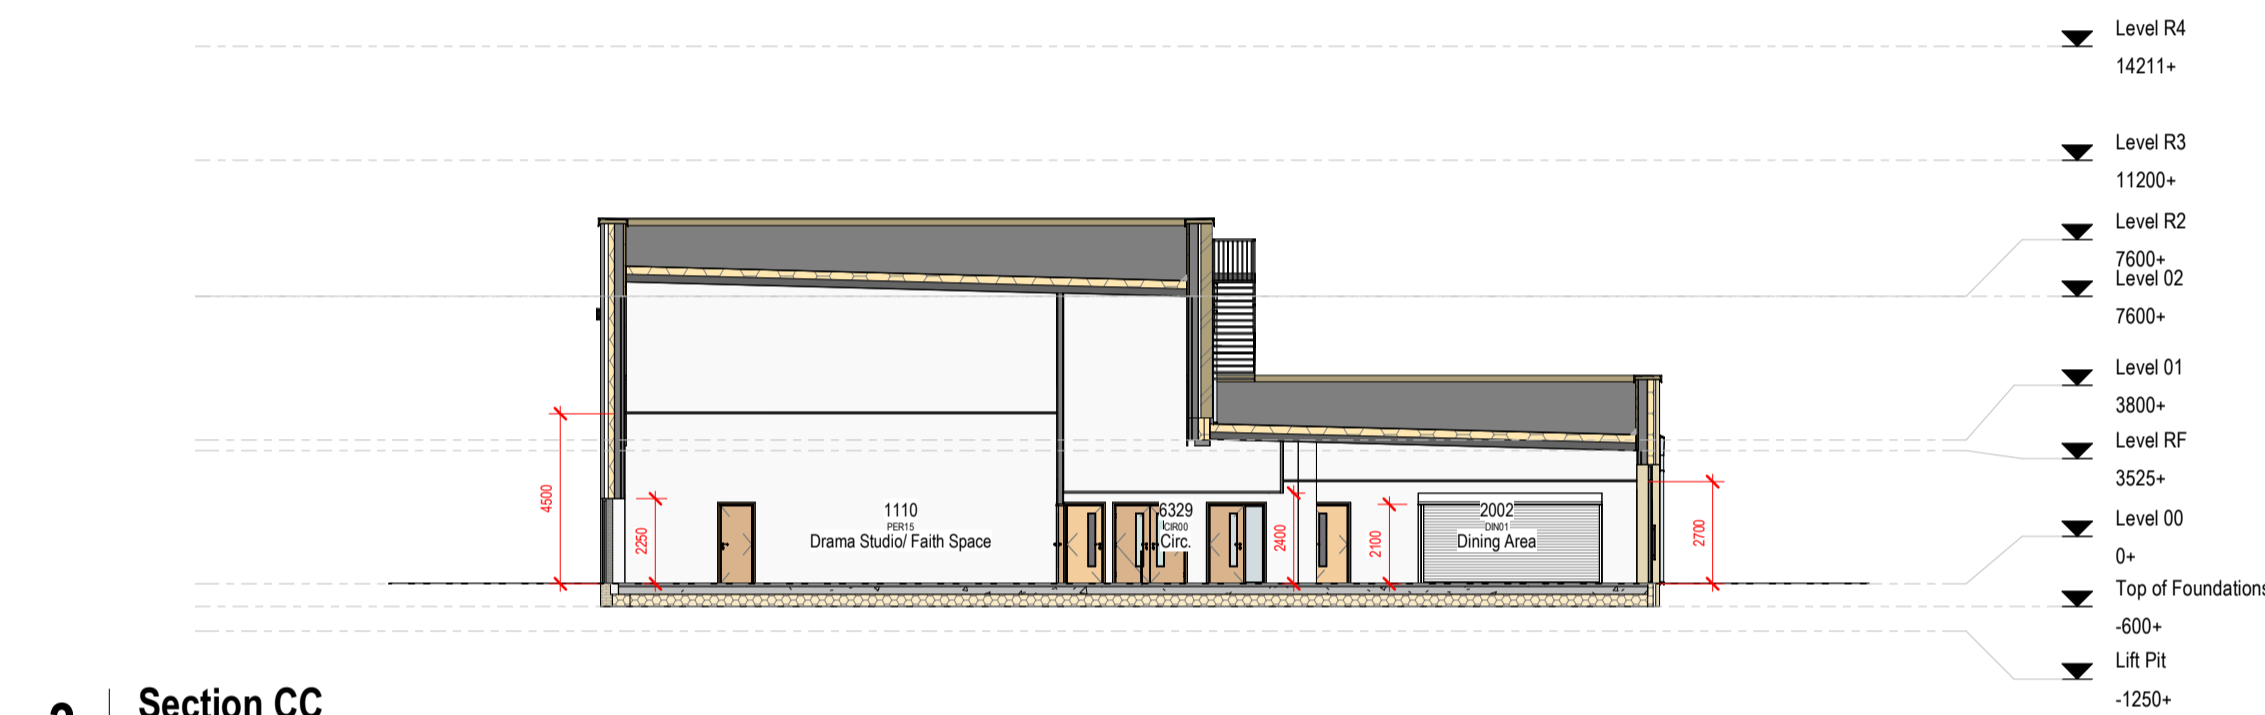 Level R4
14211+
Level R3
11200+
Level R2
7600+
Level 02
7600+
Level 01
3800+
Level RF
3525+
Level 00
0+
Top of Foundations
-600+
Lift Pit
-1250+
4500
2250
1110
PER15
Drama Studio/ Faith Space
6329
CIR00
Circ.
2400
2100
2002
DIN01
Dining Area
2700
Section CC